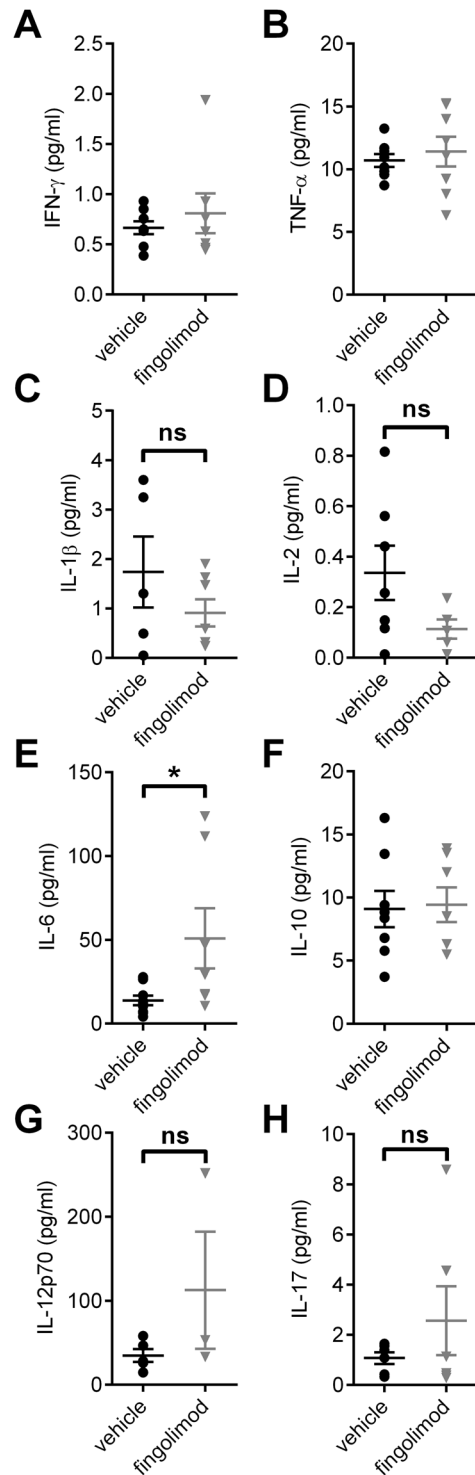 A
IFN-γ (pg/ml)
2.5
2.0
1.5
1.0
0.5
0.0
vehicle
fingolimod
B
TNF-α (pg/ml)
20
15
10
5
0
vehicle
fingolimod
C
IL-1β (pg/ml)
5
4
3
2
1
0
ns
vehicle
fingolimod
D
IL-2 (pg/ml)
1.0
0.8
0.6
0.4
0.2
0.0
ns
vehicle
fingolimod
E
IL-6 (pg/ml)
150
100
50
0
*
vehicle
fingolimod
F
IL-10 (pg/ml)
20
15
10
5
0
vehicle
fingolimod
G
IL-12p70 (pg/ml)
300
200
100
0
ns
vehicle
fingolimod
H
IL-17 (pg/ml)
10
8
6
4
2
0
ns
vehicle
fingolimod